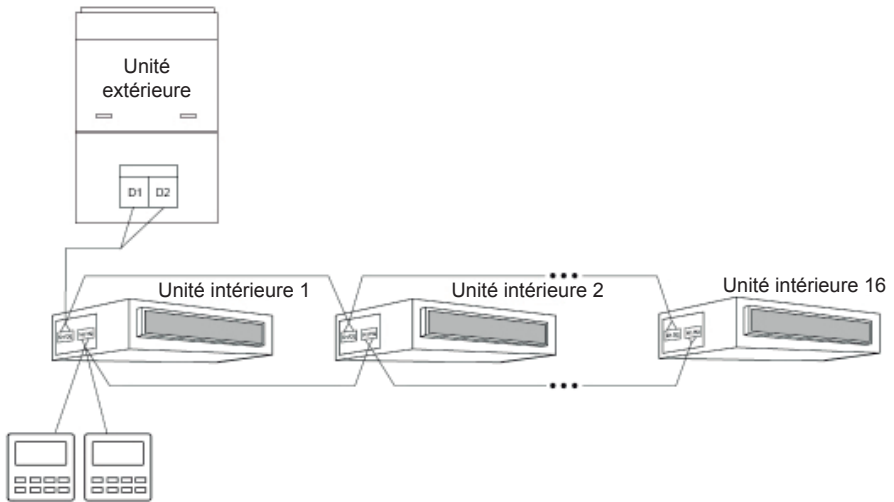 Unité
extérieure
D1 D2
Unité intérieure 1
Unité intérieure 2
Unité intérieure 16